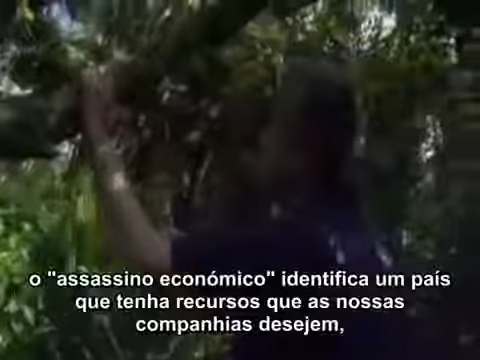 o "assassino económico" identifica um país
que tenha recursos que as nossas
companhias desejem,